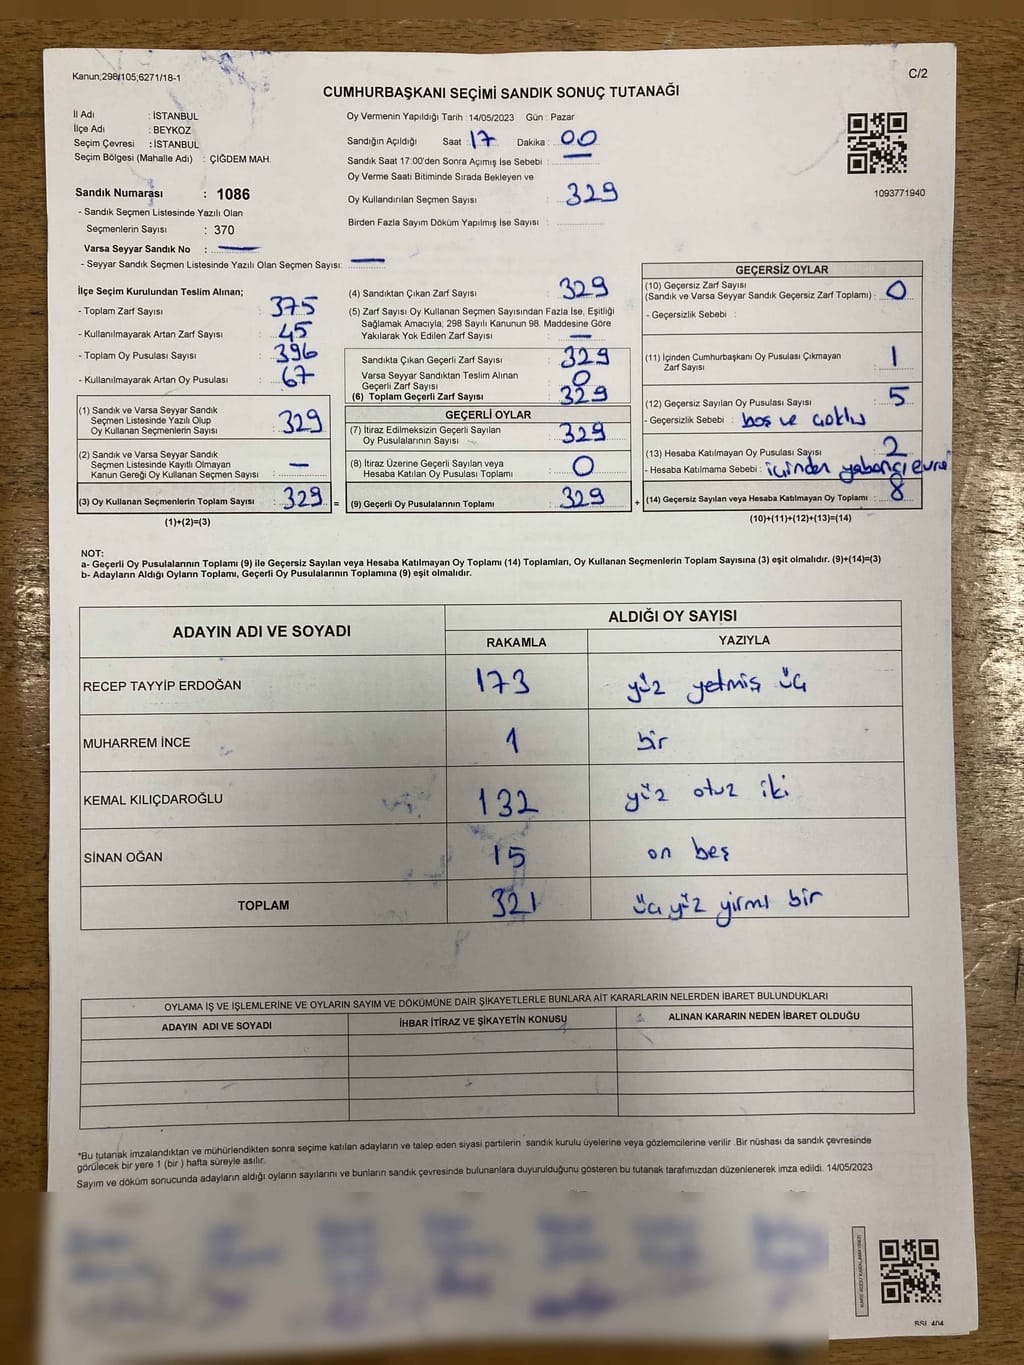 Kanun;298/105;6271/18-1
C/2
CUMHURBAŞKANI SEÇİMİ SANDIK SONUÇ TUTANAĞI
İl Adı : İSTANBUL
İlçe Adı : BEYKOZ
Seçim Çevresi : İSTANBUL
Seçim Bölgesi (Mahalle Adı) : ÇİĞDEM MAH.
Sandık Numarası : 1086
- Sandık Seçmen Listesinde Yazılı Olan
Seçmenlerin Sayısı : 370
Varsa Seyyar Sandık No :
- Seyyar Sandık Seçmen Listesinde Yazılı Olan Seçmen Sayısı:
Oy Vermenin Yapıldığı Tarih : 14/05/2023 Gün : Pazar
Sandığın Açıldığı Saat : 17 Dakika : 00
Sandık Saat 17:00'den Sonra Açımış İse Sebebi :
Oy Verme Saati Bitiminde Sırada Bekleyen ve
Oy Kullandırılan Seçmen Sayısı : 329
Birden Fazla Sayım Döküm Yapılmış İse Sayısı :
1093771940
İlçe Seçim Kurulundan Teslim Alınan;
- Toplam Zarf Sayısı : 375
- Kullanılmayarak Artan Zarf Sayısı : 45
- Toplam Oy Pusulası Sayısı : 396
- Kullanılmayarak Artan Oy Pusulası : 67
(1) Sandık ve Varsa Seyyar Sandık
Seçmen Listesinde Yazılı Olup
Oy Kullanan Seçmenlerin Sayısı : 329
(2) Sandık ve Varsa Seyyar Sandık
Seçmen Listesinde Kayıtlı Olmayan
Kanun Gereği Oy Kullanan Seçmen Sayısı : —
(3) Oy Kullanan Seçmenlerin Toplam Sayısı : 329 =
(1)+(2)=(3)
(4) Sandıktan Çıkan Zarf Sayısı : 329
(5) Zarf Sayısı Oy Kullanan Seçmen Sayısından Fazla İse, Eşitliği
Sağlamak Amacıyla; 298 Sayılı Kanunun 98. Maddesine Göre
Yakılarak Yok Edilen Zarf Sayısı : —
Sandıkta Çıkan Geçerli Zarf Sayısı : 329
Varsa Seyyar Sandıktan Teslim Alınan
Geçerli Zarf Sayısı : 0
(6) Toplam Geçerli Zarf Sayısı : 329
GEÇERLİ OYLAR
(7) İtiraz Edilmeksizin Geçerli Sayılan
Oy Pusulalarının Sayısı : 329
(8) İtiraz Üzerine Geçerli Sayılan veya
Hesaba Katılan Oy Pusulası Toplamı : 0
(9) Geçerli Oy Pusulalarının Toplamı : 329 +
GEÇERSİZ OYLAR
(10) Geçersiz Zarf Sayısı
(Sandık ve Varsa Seyyar Sandık Geçersiz Zarf Toplamı) : 0
- Geçersizlik Sebebi :
(11) İçinden Cumhurbaşkanı Oy Pusulası Çıkmayan
Zarf Sayısı : 1
(12) Geçersiz Sayılan Oy Pusulası Sayısı : 5
- Geçersizlik Sebebi : boş ve çoklu
(13) Hesaba Katılmayan Oy Pusulası Sayısı : 2
- Hesaba Katılmama Sebebi : içinden yabancı evra
(14) Geçersiz Sayılan veya Hesaba Katılmayan Oy Toplamı : 8
(10)+(11)+(12)+(13)=(14)
NOT:
a- Geçerli Oy Pusulalarının Toplamı (9) ile Geçersiz Sayılan veya Hesaba Katılmayan Oy Toplamı (14) Toplamları, Oy Kullanan Seçmenlerin Toplam Sayısına (3) eşit olmalıdır. (9)+(14)=(3)
b- Adayların Aldığı Oyların Toplamı, Geçerli Oy Pusulalarının Toplamına (9) eşit olmalıdır.
ADAYIN ADI VE SOYADI
ALDIĞI OY SAYISI
RAKAMLA YAZIYLA
RECEP TAYYİP ERDOĞAN 173 yüz yetmiş üç
MUHARREM İNCE 1 bir
KEMAL KILIÇDAROĞLU 132 yüz otuz iki
SİNAN OĞAN 15 on beş
TOPLAM 321 üç yüz yirmi bir
OYLAMA İŞ VE İŞLEMLERİNE VE OYLARIN SAYIM VE DÖKÜMÜNE DAİR ŞİKAYETLERLE BUNLARA AİT KARARLARIN NELERDEN İBARET BULUNDUKLARI
ADAYIN ADI VE SOYADI İHBAR İTİRAZ VE ŞİKAYETİN KONUSU ALINAN KARARIN NEDEN İBARET OLDUĞU
*Bu tutanak imzalandıktan ve mühürlendikten sonra seçime katılan adayların ve talep eden siyasi partilerin sandık kurulu üyelerine veya gözlemcilerine verilir .Bir nüshası da sandık çevresinde
görülecek bir yere 1 (bir ) hafta süreyle asılır.
Sayım ve döküm sonucunda adayların aldığı oyların sayılarını ve bunların sandık çevresinde bulunanlara duyurulduğunu gösteren bu tutanak tarafımızdan düzenlenerek imza edildi. 14/05/2023